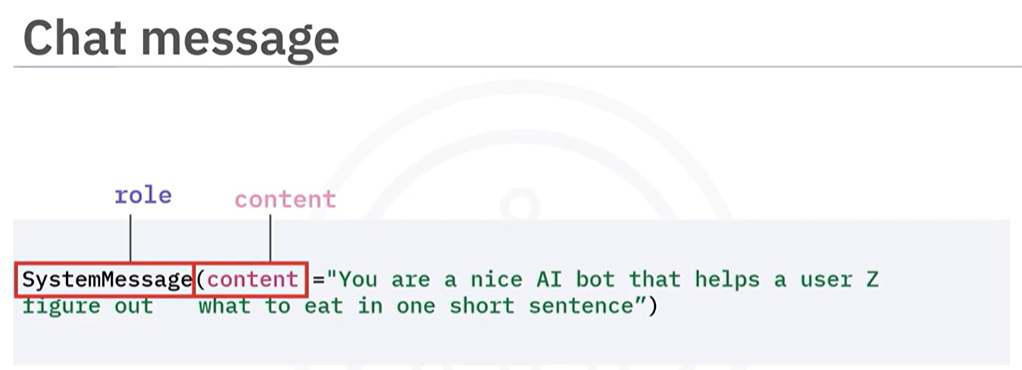 Chat message
role content
SystemMessage(content ="You are a nice AI bot that helps a user Z
figure out what to eat in one short sentence”)